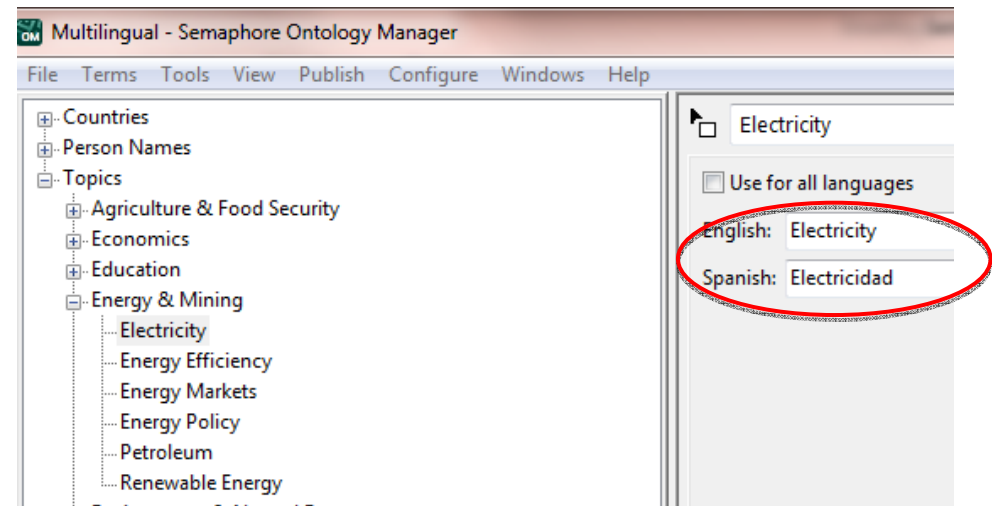 OM Multilingual - Semaphore Ontology Manager
File Terms Tools View Publish Configure Windows Help
Countries
Person Names
Topics
Agriculture & Food Security
Economics
Education
Energy & Mining
Electricity
Energy Efficiency
Energy Markets
Energy Policy
Petroleum
Renewable Energy
Electricity
Use for all languages
English: Electricity
Spanish: Electricidad